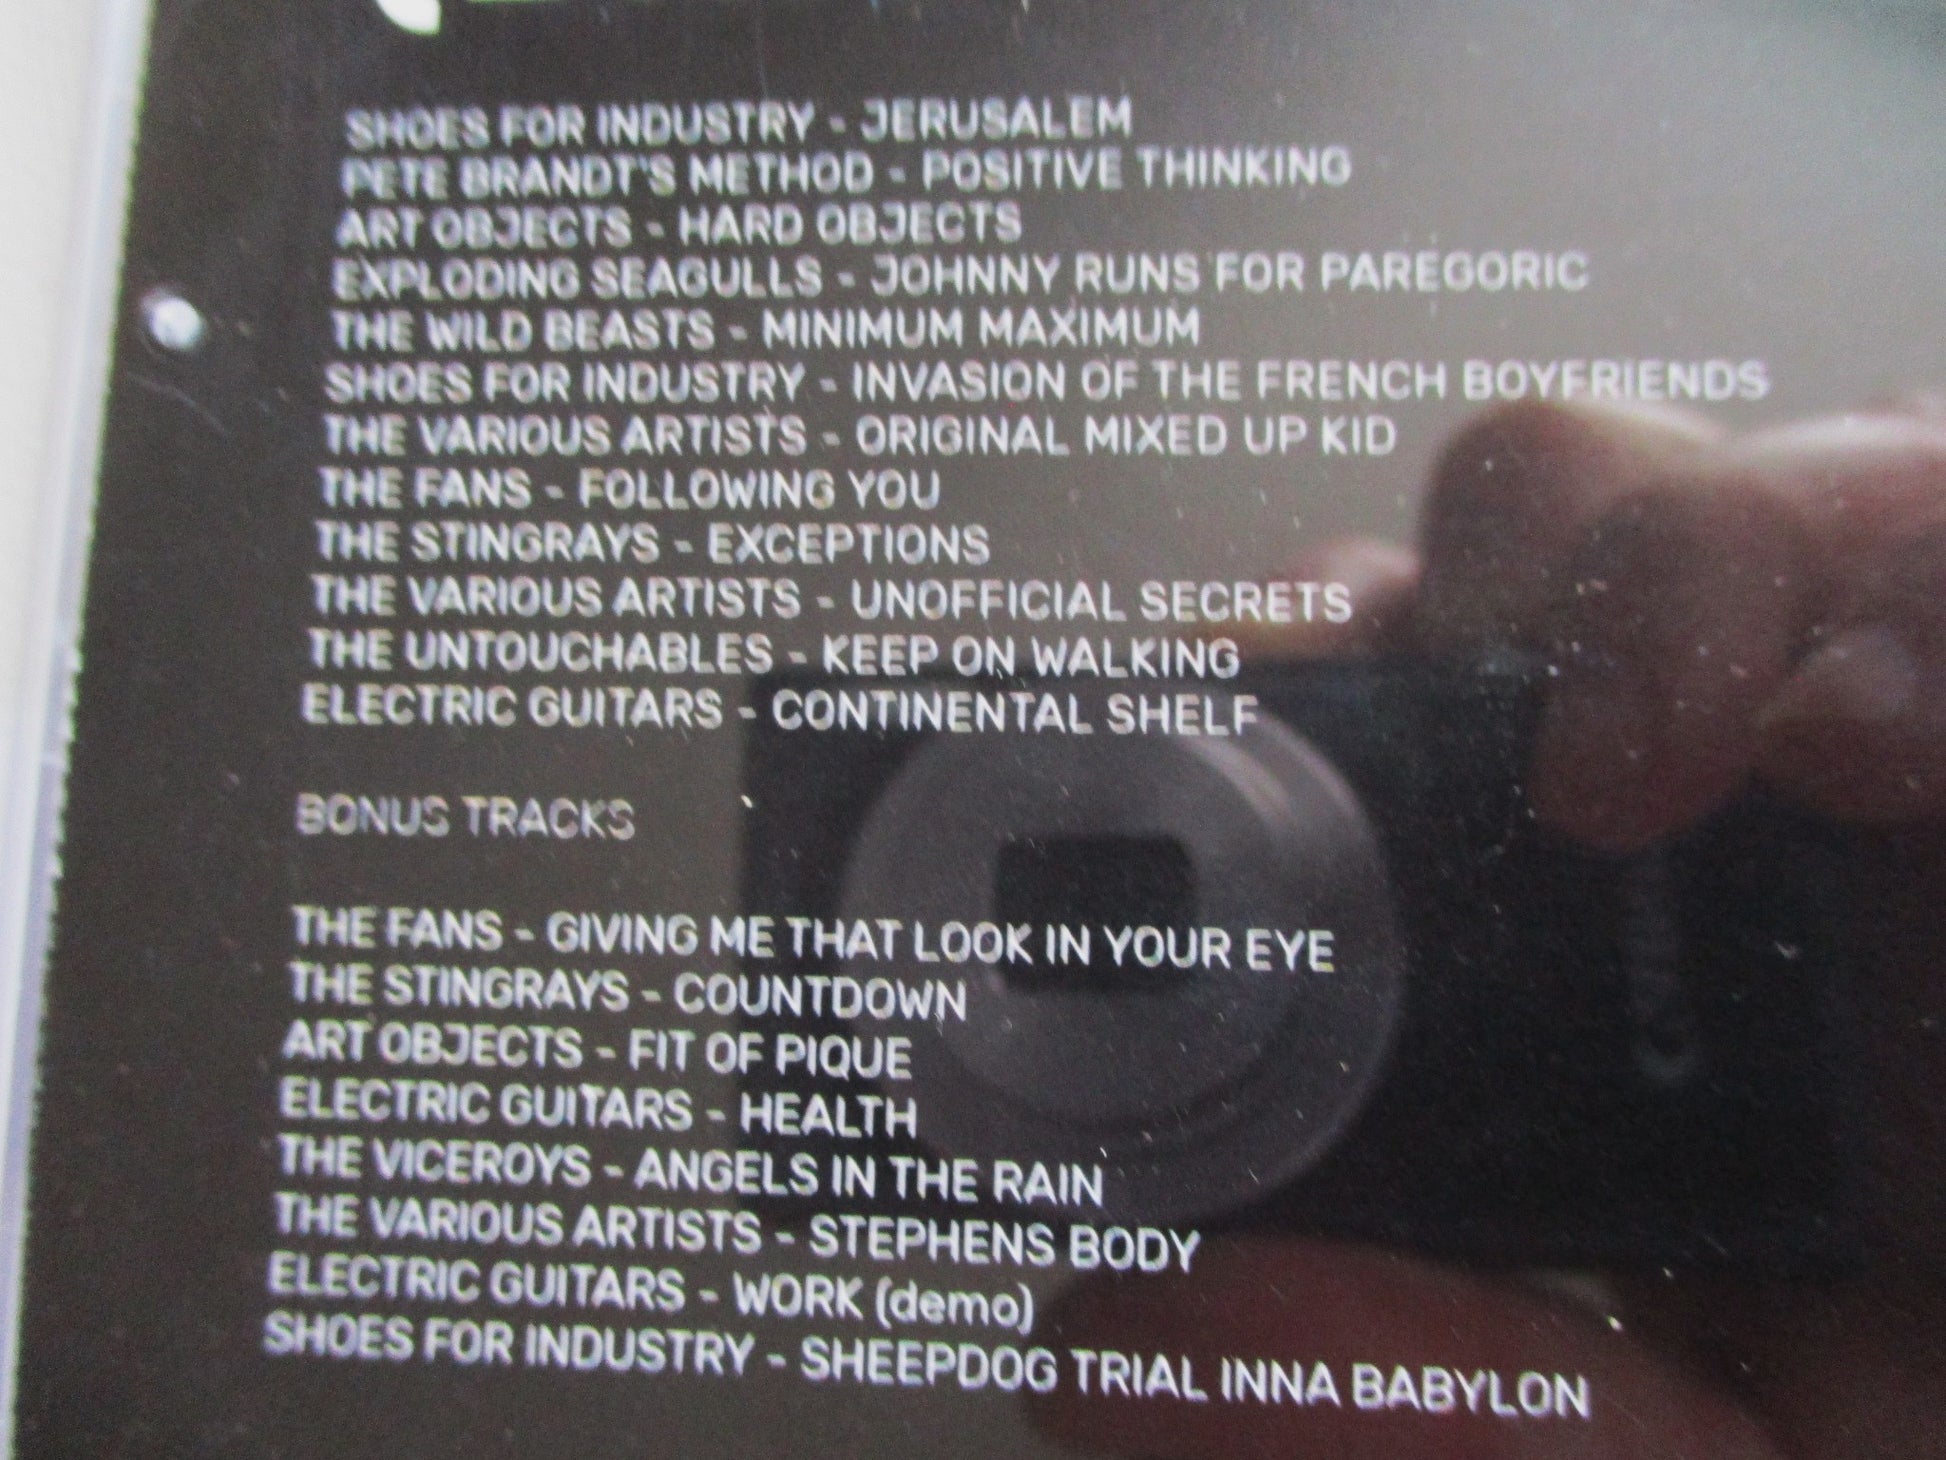 SHOES FOR INDUSTRY - JERUSALEM
PETE BRANDT'S METHOD - POSITIVE THINKING
ART OBJECTS - HARD OBJECTS
EXPLODING SEAGULLS - JOHNNY RUNS FOR PAREGORIC
THE WILD BEASTS - MINIMUM MAXIMUM
SHOES FOR INDUSTRY - INVASION OF THE FRENCH BOYFRIENDS
THE VARIOUS ARTISTS - ORIGINAL MIXED UP KID
THE FANS - FOLLOWING YOU
THE STINGRAYS - EXCEPTIONS
THE VARIOUS ARTISTS - UNOFFICIAL SECRETS
THE UNTOUCHABLES - KEEP ON WALKING
ELECTRIC GUITARS - CONTINENTAL SHELF
BONUS TRACKS
THE FANS - GIVING ME THAT LOOK IN YOUR EYE
THE STINGRAYS - COUNTDOWN
ART OBJECTS - FIT OF PIQUE
ELECTRIC GUITARS - HEALTH
THE VICEROYS - ANGELS IN THE RAIN
THE VARIOUS ARTISTS - STEPHENS BODY
ELECTRIC GUITARS - WORK (demo)
SHOES FOR INDUSTRY - SHEEPDOG TRIAL INNA BABYLON